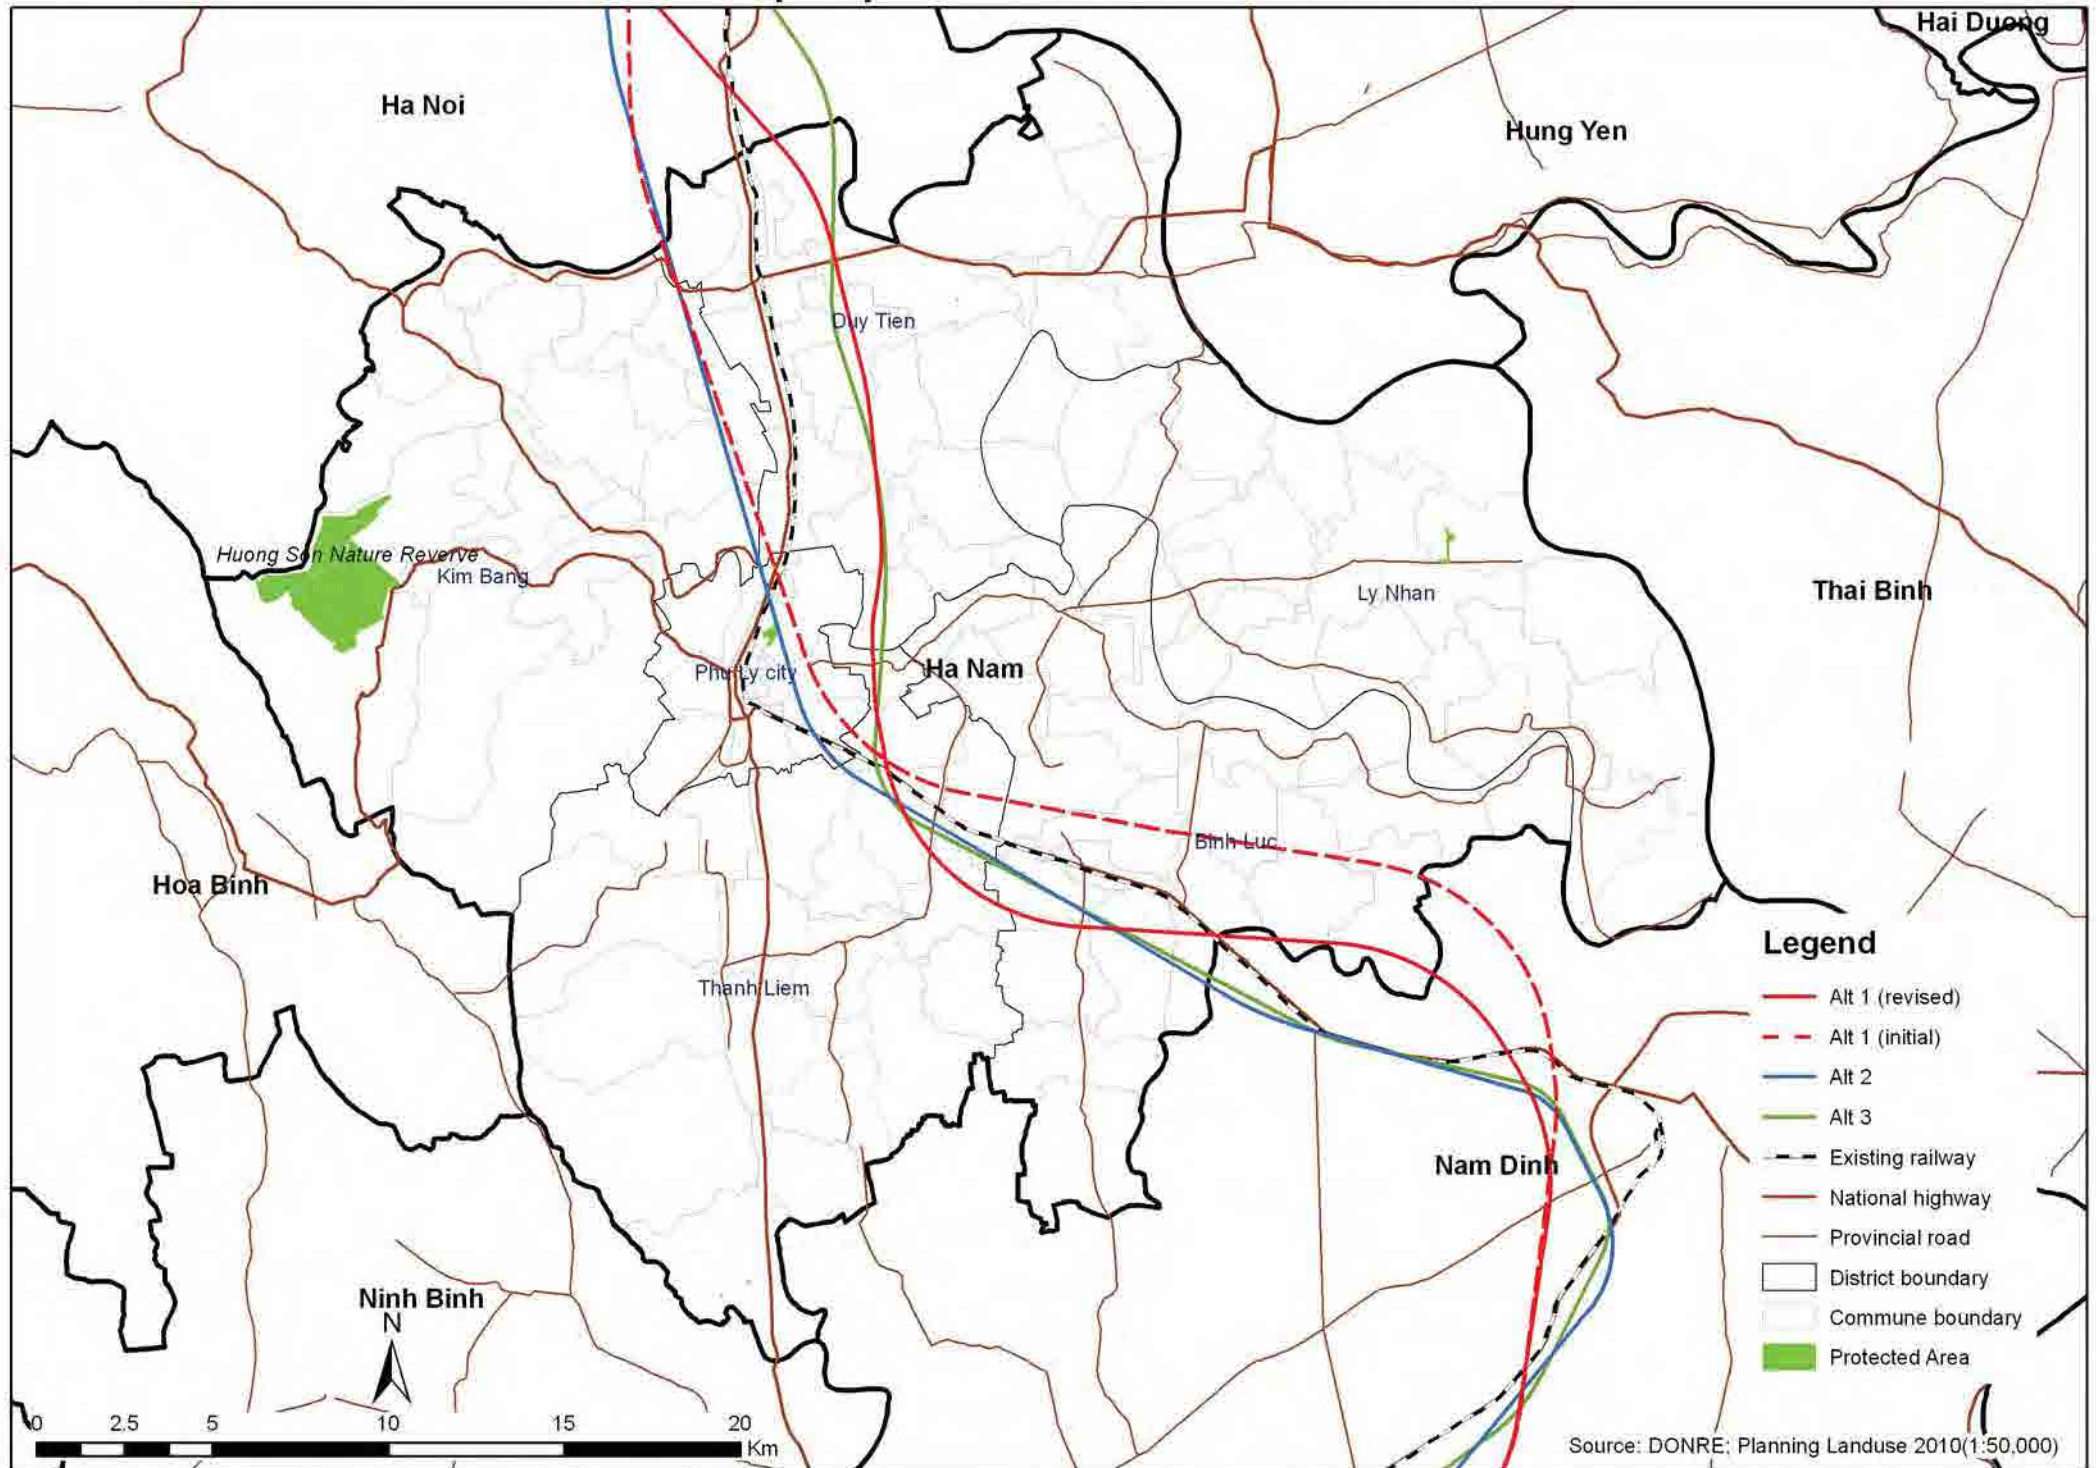 Hai Duong
Ha Noi
Hung Yen
Duy Tien
Huong Son Nature Reverve
Kim Bang
Ly Nhan
Thai Binh
Phu Ly city
Ha Nam
Binh Luc
Hoa Binh
Thanh Liem
Nam Dinh
Ninh Binh
N
Legend
Alt 1 (revised)
Alt 1 (initial)
Alt 2
Alt 3
Existing railway
National highway
Provincial road
District boundary
Commune boundary
Protected Area
0 2.5 5 10 15 20
Km
Source: DONRE; Planning Landuse 2010(1:50.000)